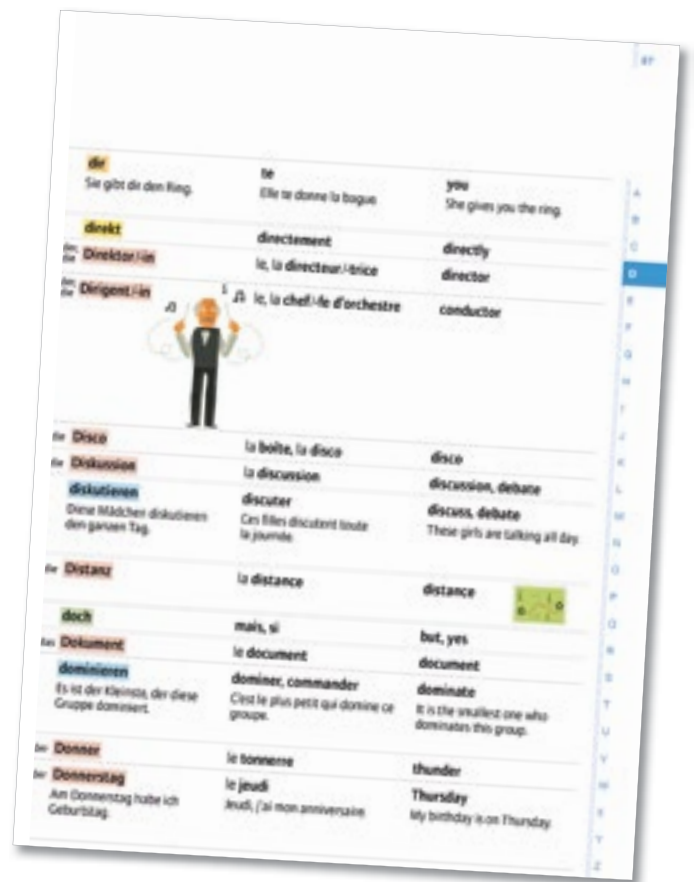 87
dir te you
Sie gibt dir den Ring. Elle te donne la bague. She gives you the ring.
direkt directement directly
Direktor/-in le, la directeur/-trice director
Dirigent/-in le, la chef/-fe d'orchestre conductor
die Disco la boîte, la disco disco
die Diskussion la discussion discussion, debate
diskutieren discuter discuss, debate
Diese Mädchen diskutieren Ces filles discutent toute These girls are talking all day.
den ganzen Tag. la journée.
die Distanz la distance distance
doch mais, si but, yes
das Dokument le document document
dominieren dominer, commander dominate
Es ist der Kleinste, der diese C'est le plus petit qui domine ce It is the smallest one who
Gruppe dominiert. groupe. dominates this group.
der Donner le tonnerre thunder
der Donnerstag le jeudi Thursday
Am Donnerstag habe ich Jeudi, j'ai mon anniversaire. My birthday is on Thursday.
Geburtstag.
A
B
C
D
E
F
G
H
I
J
K
L
M
N
O
P
Q
R
S
T
U
V
W
X
Y
Z